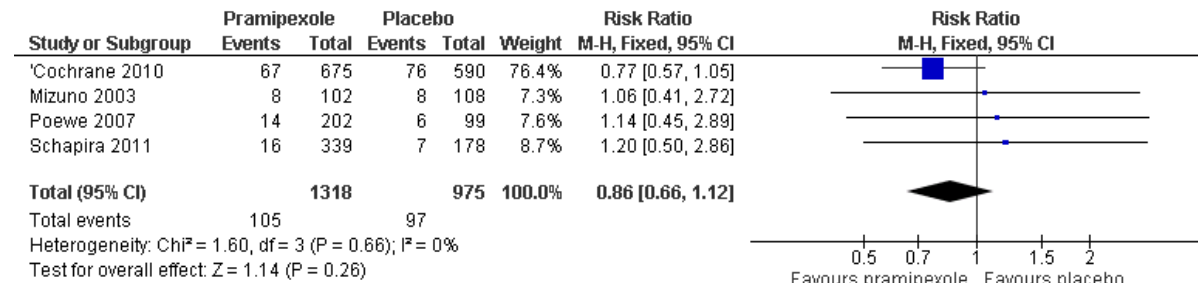 Pramipexole Placebo Risk Ratio Risk Ratio
Study or Subgroup Events Total Events Total Weight M-H, Fixed, 95% CI M-H, Fixed, 95% CI
'Cochrane 2010 67 675 76 590 76.4% 0.77 [0.57, 1.05]
Mizuno 2003 8 102 8 108 7.3% 1.06 [0.41, 2.72]
Poewe 2007 14 202 6 99 7.6% 1.14 [0.45, 2.89]
Schapira 2011 16 339 7 178 8.7% 1.20 [0.50, 2.86]
Total (95% CI) 1318 975 100.0% 0.86 [0.66, 1.12]
Total events 105 97
Heterogeneity: Chi² = 1.60, df = 3 (P = 0.66); I² = 0%
Test for overall effect: Z = 1.14 (P = 0.26)
0.5 0.7 1 1.5 2
Favours pramipexole Favours placebo